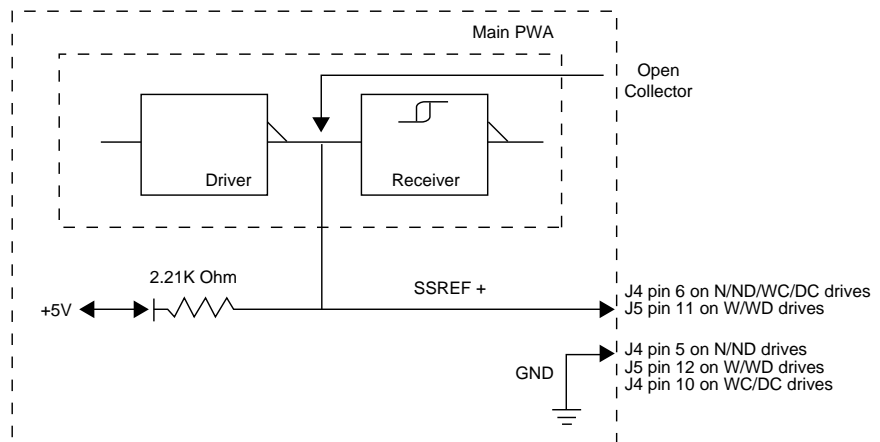 Main PWA
Open
Collector
Driver
Receiver
2.21K Ohm
+5V
SSREF +
J4 pin 6 on N/ND/WC/DC drives
J5 pin 11 on W/WD drives
GND
J4 pin 5 on N/ND drives
J5 pin 12 on W/WD drives
J4 pin 10 on WC/DC drives